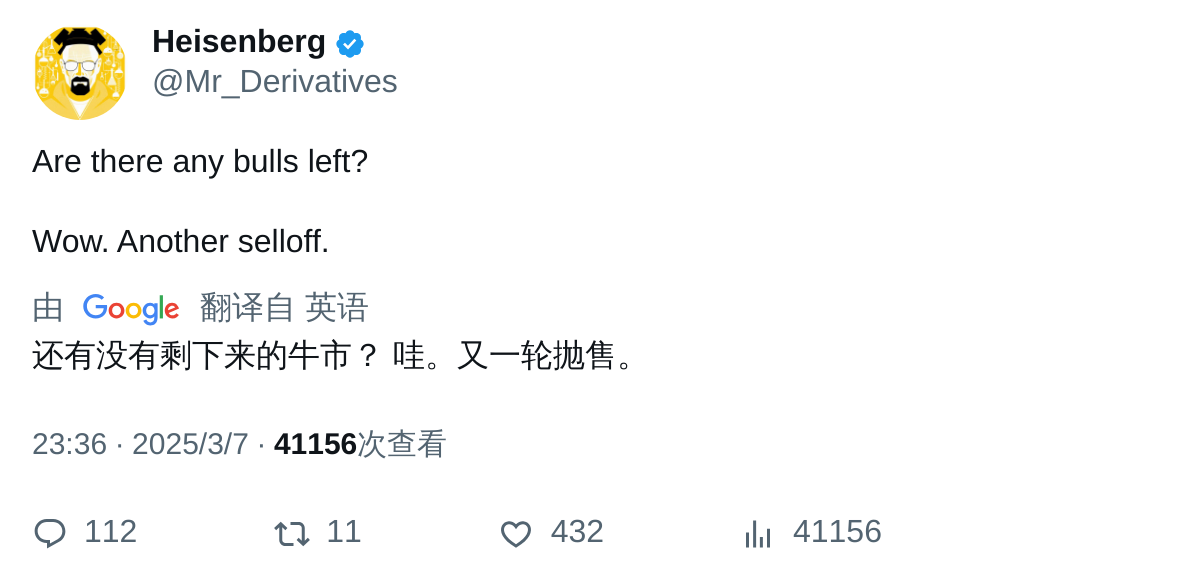 Heisenberg
@Mr_Derivatives
Are there any bulls left?
Wow. Another selloff.
由 Google 翻译自 英语
还有没有剩下来的牛市？ 哇。又一轮抛售。
23:36 · 2025/3/7 · 41156次查看
112 11 432 41156